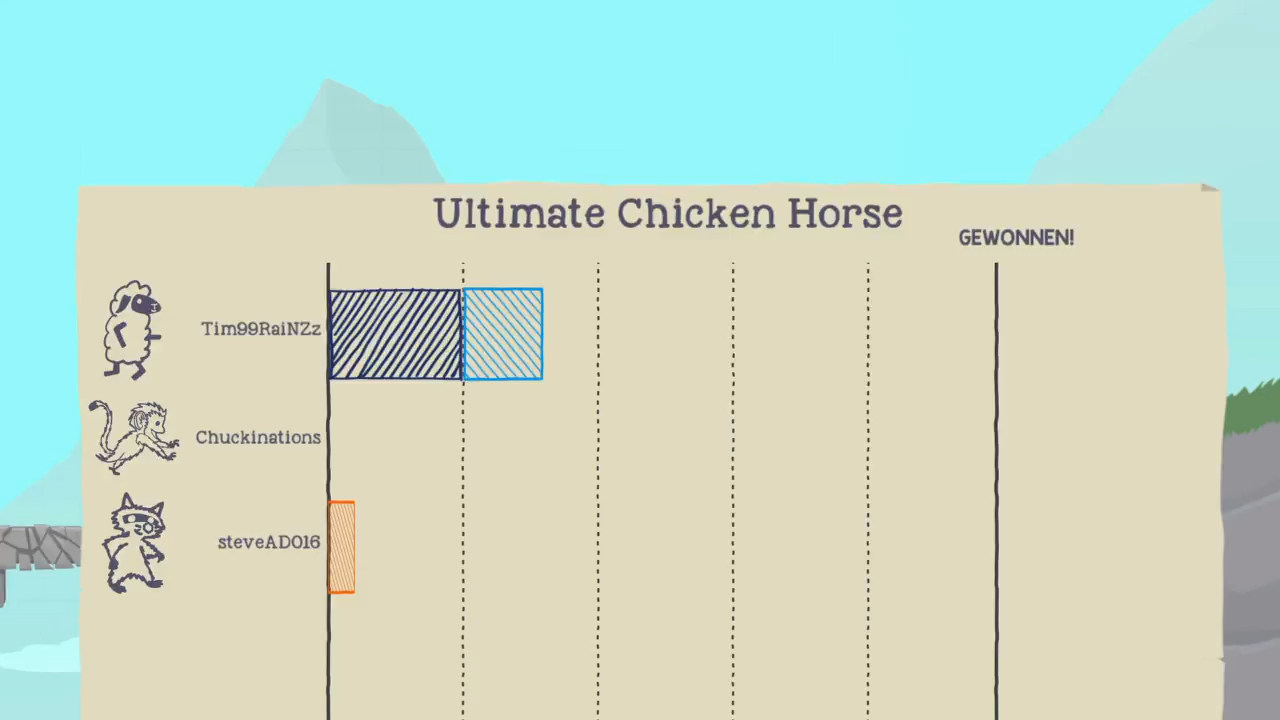 Ultimate Chicken Horse
GEWONNEN!
Tim99RaiNZz
Chuckinations
steveAD016